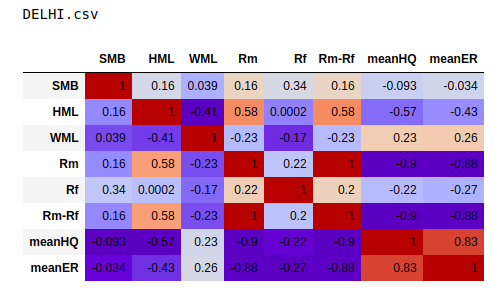 DELHI.csv
SMB HML WML Rm Rf Rm-Rf meanHQ meanER
SMB 1 0.16 0.039 0.16 0.34 0.16 -0.093 -0.034
HML 0.16 1 -0.41 0.58 0.0002 0.58 -0.57 -0.43
WML 0.039 -0.41 1 -0.23 -0.17 -0.23 0.23 0.26
Rm 0.16 0.58 -0.23 1 0.22 1 -0.9 -0.88
Rf 0.34 0.0002 -0.17 0.22 1 0.2 -0.22 -0.27
Rm-Rf 0.16 0.58 -0.23 1 0.2 1 -0.9 -0.88
meanHQ -0.093 -0.57 0.23 -0.9 -0.22 -0.9 1 0.83
meanER -0.034 -0.43 0.26 -0.88 -0.27 -0.88 0.83 1